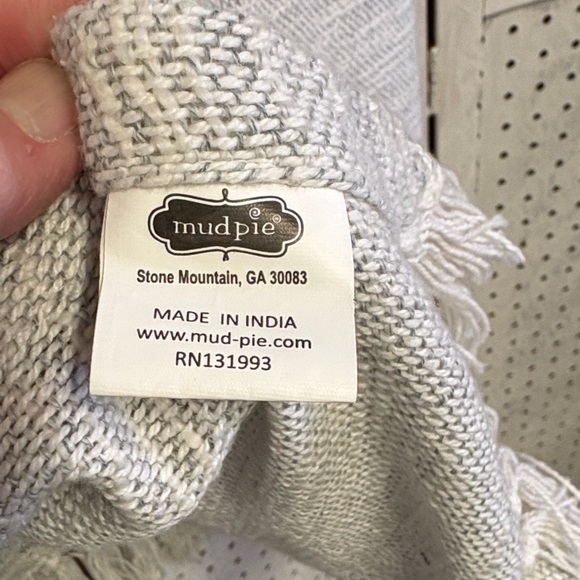 mudpie®
Stone Mountain, GA 30083
MADE IN INDIA
www.mud-pie.com
RN131993